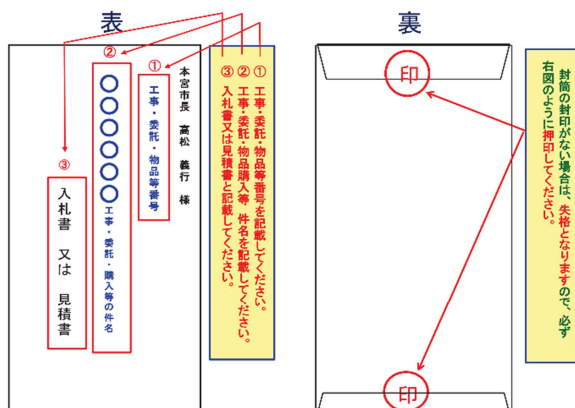 表
本宮市長 高松 義行 様
①
工事・委託・物品等番号
②
○○○○○○工事・委託・購入等の件名
③
入札書 又は 見積書
①工事・委託・物品等番号を記載してください。
②工事・委託・物品購入等 件名を記載してください。
③入札書又は見積書と記載してください。
裏
印
印
封筒の封印がない場合は、失格となりますので、必ず
右図のように押印してください。